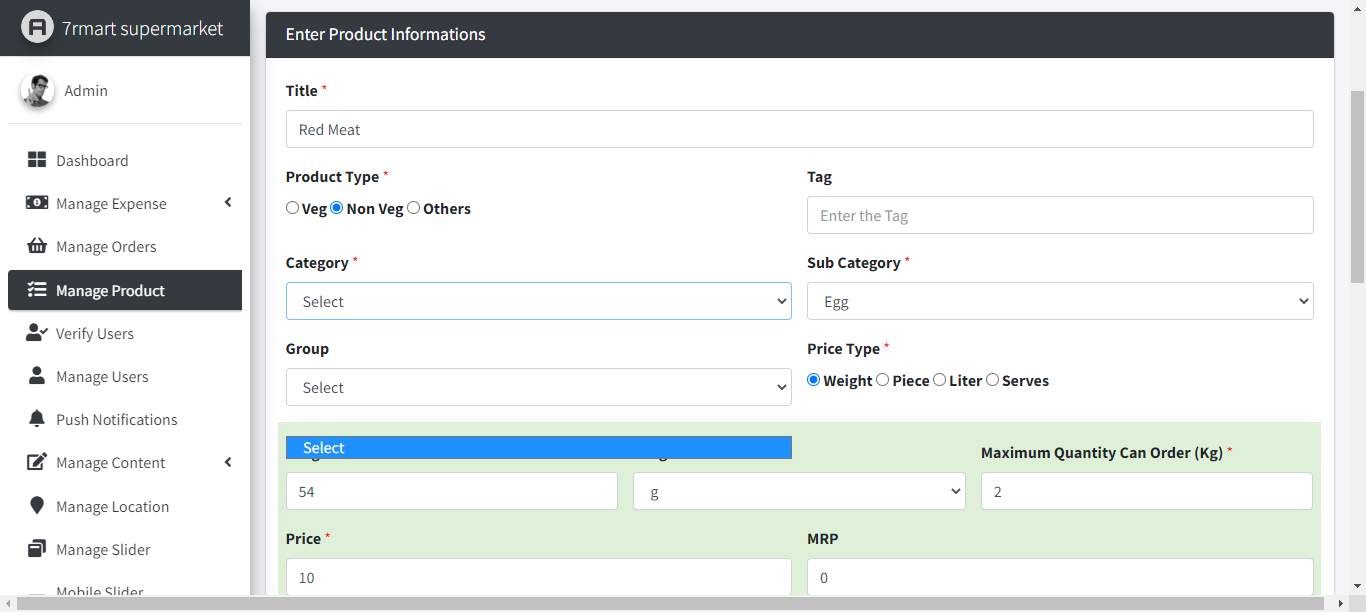 7rmart supermarket
Admin
Dashboard
Manage Expense
Manage Orders
Manage Product
Verify Users
Manage Users
Push Notifications
Manage Content
Manage Location
Manage Slider
Mobile Slider
Enter Product Informations
Title *
Red Meat
Product Type *
Tag
Veg Non Veg Others
Enter the Tag
Category *
Sub Category *
Select
Egg
Group
Price Type *
Select
Weight Piece Liter Serves
Select
Maximum Quantity Can Order (Kg) *
54
g
2
Price *
MRP
10
0